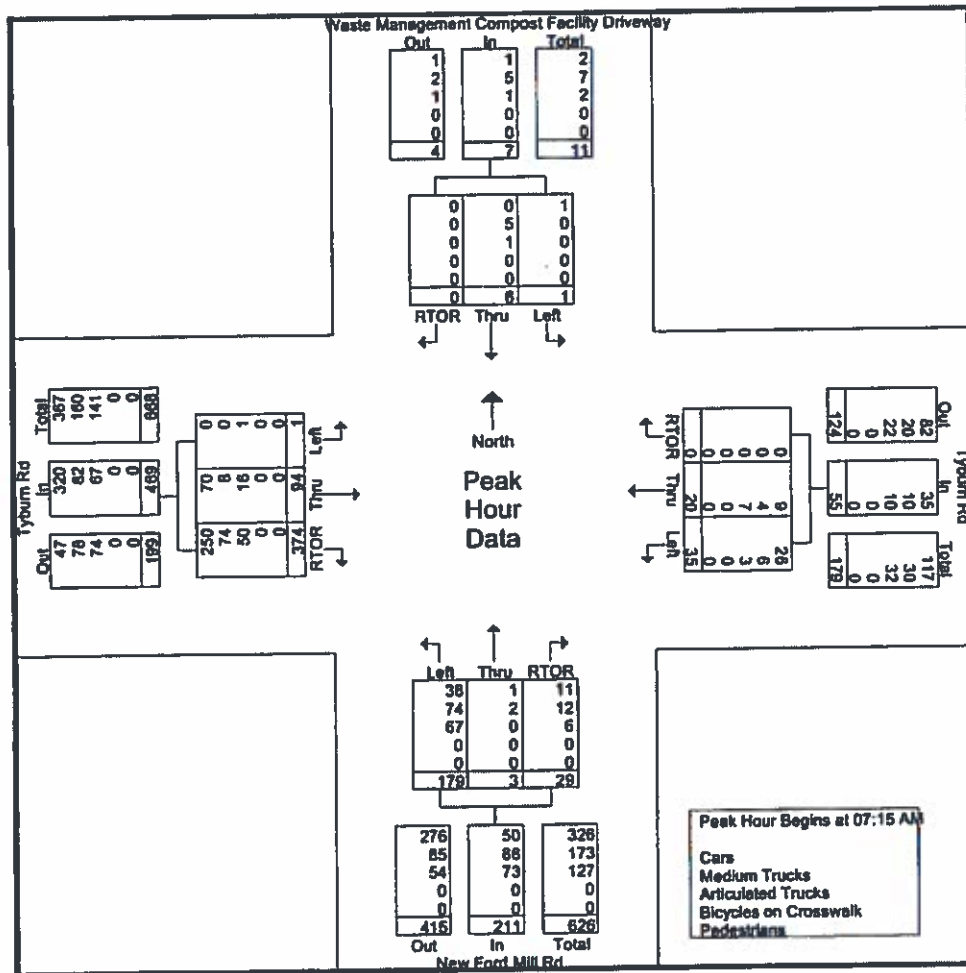 Waste Management Compost Facility Driveway
Out In Total
1 1 2
2 5 7
1 1 2
0 0 0
0 0 0
4 7 11
0 0 1
0 5 0
0 1 0
0 0 0
0 0 0
0 6 1
RTOR Thru Left
Tyburn Rd
Total
367
160
141
0
0
668
In
320
82
67
0
0
469
Out
47
78
74
0
0
199
0
0
1
0
0
1
Left
70
8
16
0
0
94
Thru
250
74
50
0
0
374
RTOR
North
Peak
Hour
Data
RTOR
0
0
0
0
0
0
Thru
9
4
7
0
0
20
Left
26
6
3
0
0
35
Tyburn Rd
Out
82
20
22
0
0
124
In
35
10
10
0
0
55
Total
117
30
32
0
0
179
Left Thru RTOR
38 1 11
74 2 12
67 0 6
0 0 0
0 0 0
179 3 29
276 50 326
85 88 173
54 73 127
0 0 0
0 0 0
415 211 626
Out In Total
New Ford Mill Rd
Peak Hour Begins at 07:15 AM
Cars
Medium Trucks
Articulated Trucks
Bicycles on Crosswalk
Pedestrians